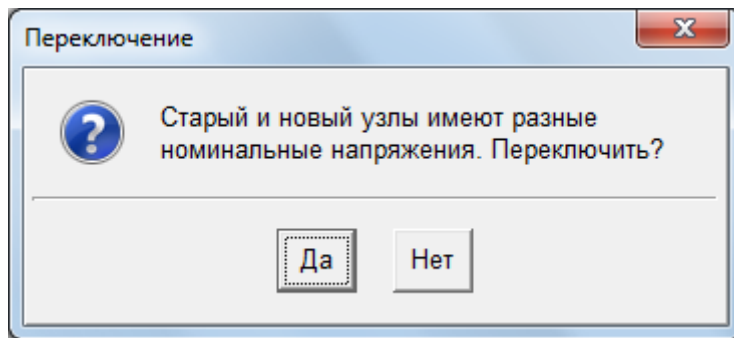 Переключение
Старый и новый узлы имеют разные
номинальные напряжения. Переключить?
Да
Нет